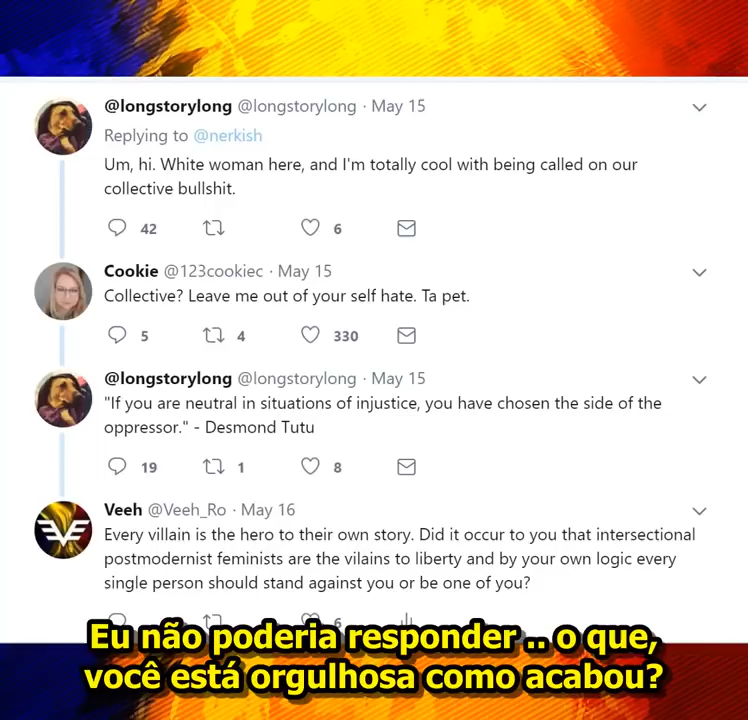 @longstorylong @longstorylong · May 15
Replying to @nerkish
Um, hi. White woman here, and I'm totally cool with being called on our
collective bullshit.
42 6
Cookie @123cookiec · May 15
Collective? Leave me out of your self hate. Ta pet.
5 4 330
@longstorylong @longstorylong · May 15
"If you are neutral in situations of injustice, you have chosen the side of the
oppressor." - Desmond Tutu
19 1 8
Veeh @Veeh_Ro · May 16
Every villain is the hero to their own story. Did it occur to you that intersectional
postmodernist feminists are the vilains to liberty and by your own logic every
single person should stand against you or be one of you?
6
Eu não poderia responder .. o que,
você está orgulhosa como acabou?